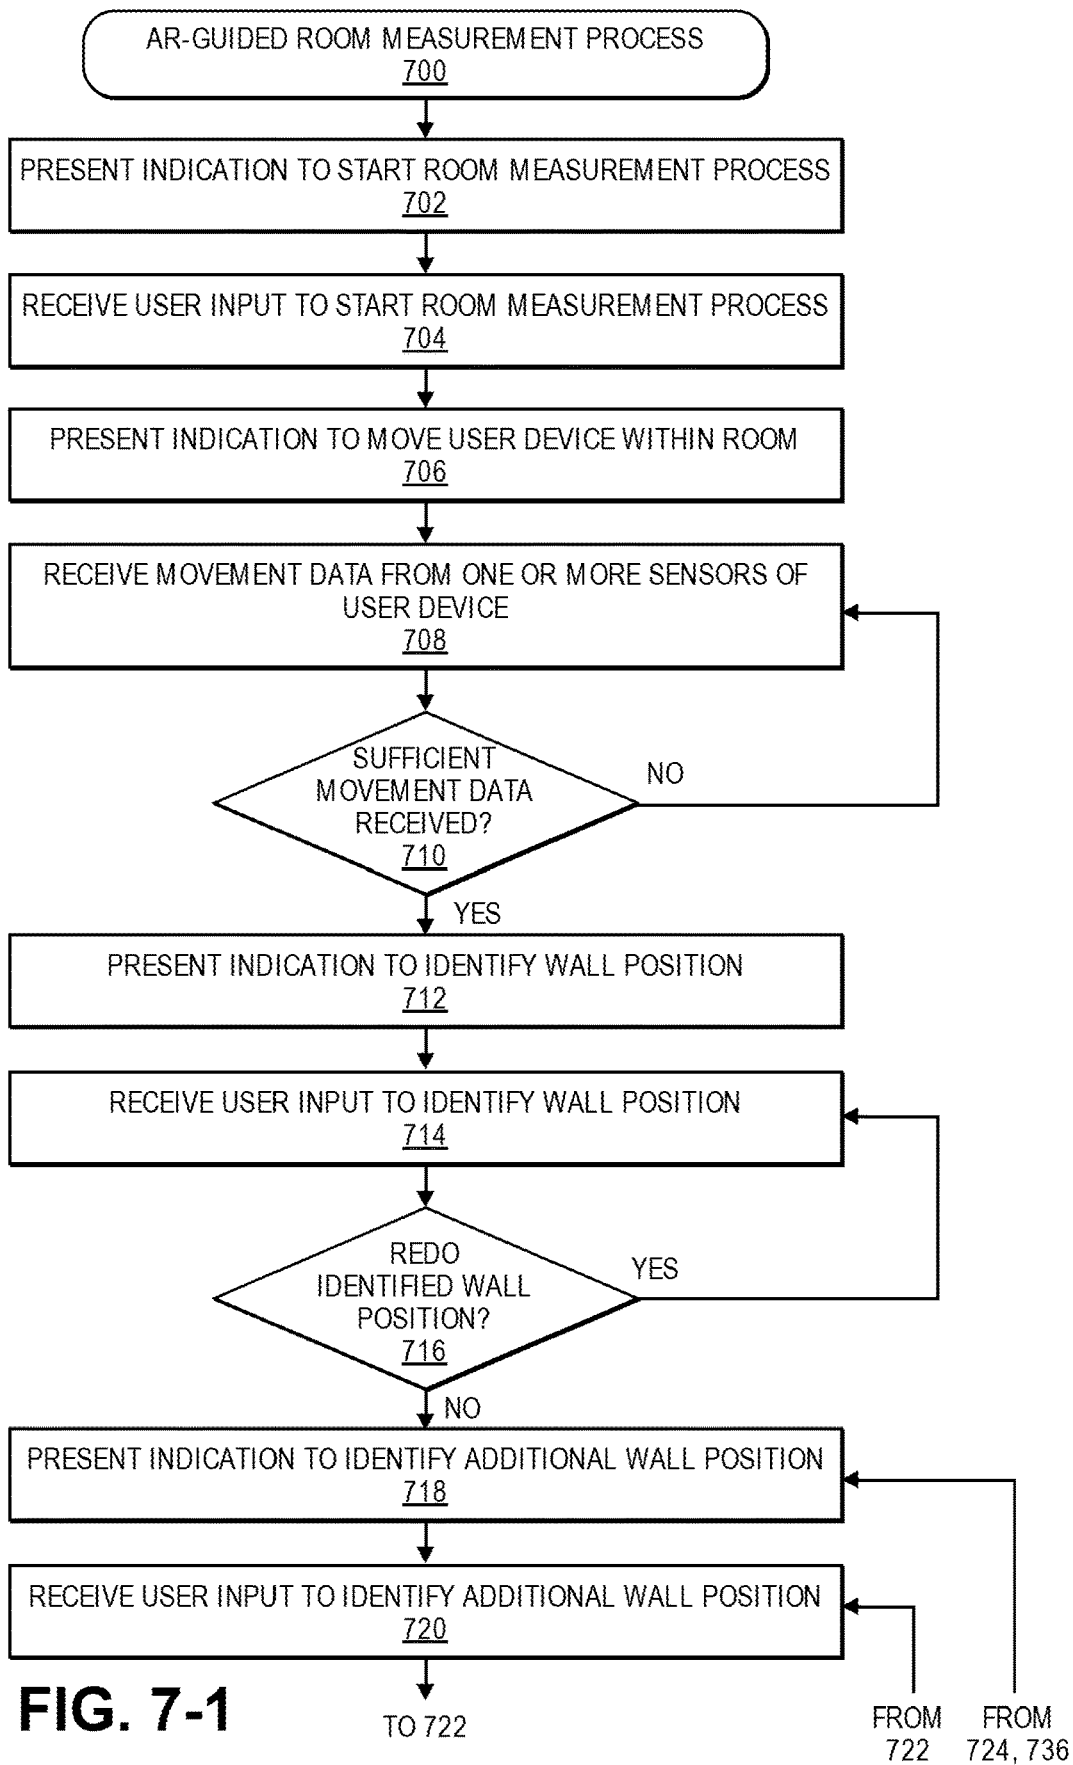 AR-GUIDED ROOM MEASUREMENT PROCESS
700
PRESENT INDICATION TO START ROOM MEASUREMENT PROCESS
702
RECEIVE USER INPUT TO START ROOM MEASUREMENT PROCESS
704
PRESENT INDICATION TO MOVE USER DEVICE WITHIN ROOM
706
RECEIVE MOVEMENT DATA FROM ONE OR MORE SENSORS OF
USER DEVICE
708
SUFFICIENT
MOVEMENT DATA
RECEIVED?
710
NO
YES
PRESENT INDICATION TO IDENTIFY WALL POSITION
712
RECEIVE USER INPUT TO IDENTIFY WALL POSITION
714
REDO
IDENTIFIED WALL
POSITION?
716
YES
NO
PRESENT INDICATION TO IDENTIFY ADDITIONAL WALL POSITION
718
RECEIVE USER INPUT TO IDENTIFY ADDITIONAL WALL POSITION
720
FIG. 7-1
TO 722
FROM
722
FROM
724, 736